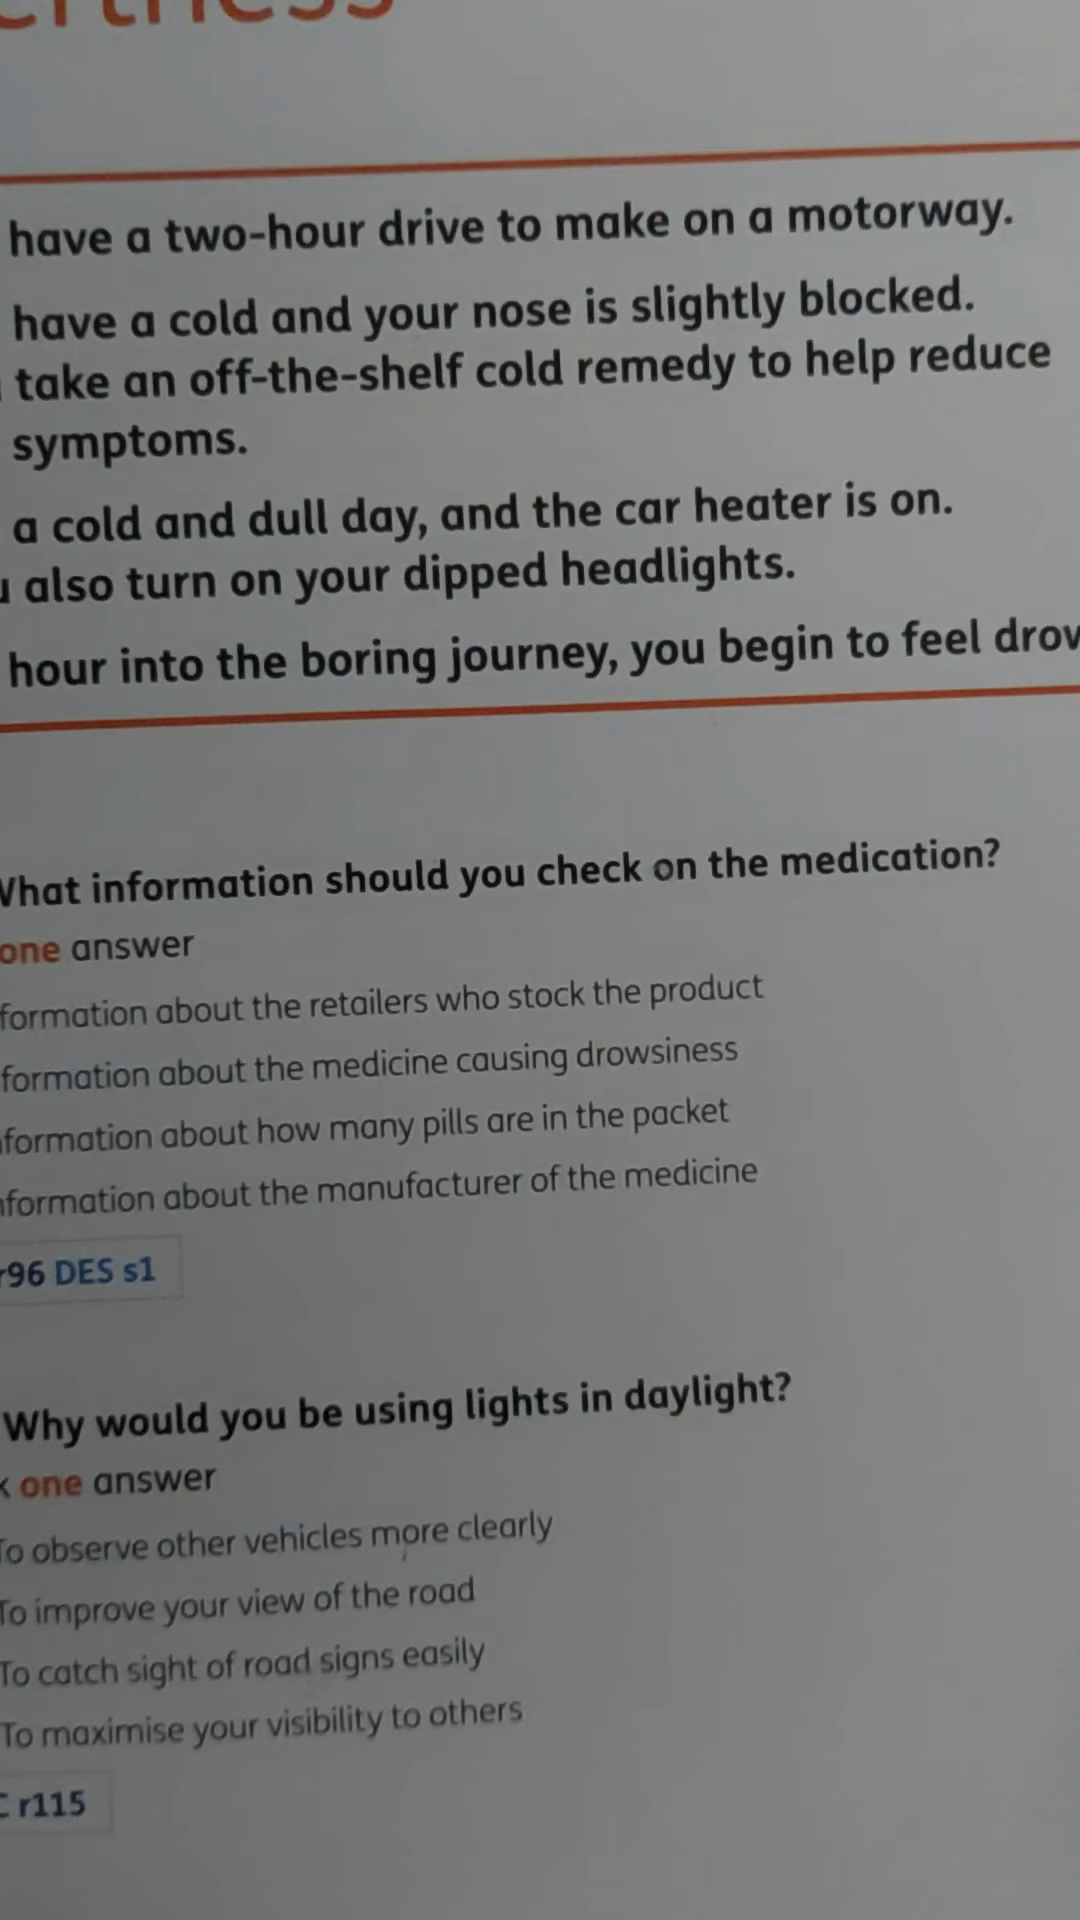 have a two-hour drive to make on a motorway.
have a cold and your nose is slightly blocked.
take an off-the-shelf cold remedy to help reduce
symptoms.
a cold and dull day, and the car heater is on.
also turn on your dipped headlights.
hour into the boring journey, you begin to feel
What information should you check on the medication?
one answer
formation about the retailers who stock the product
formation about the medicine causing drowsiness
formation about how many pills are in the packet
nformation about the manufacturer of the medicine
r96 DES s1
Why would you be using lights in daylight?
one answer
To observe other vehicles more clearly
To improve your view of the road
To catch sight of road signs easily
To maximise your visibility to others
r115